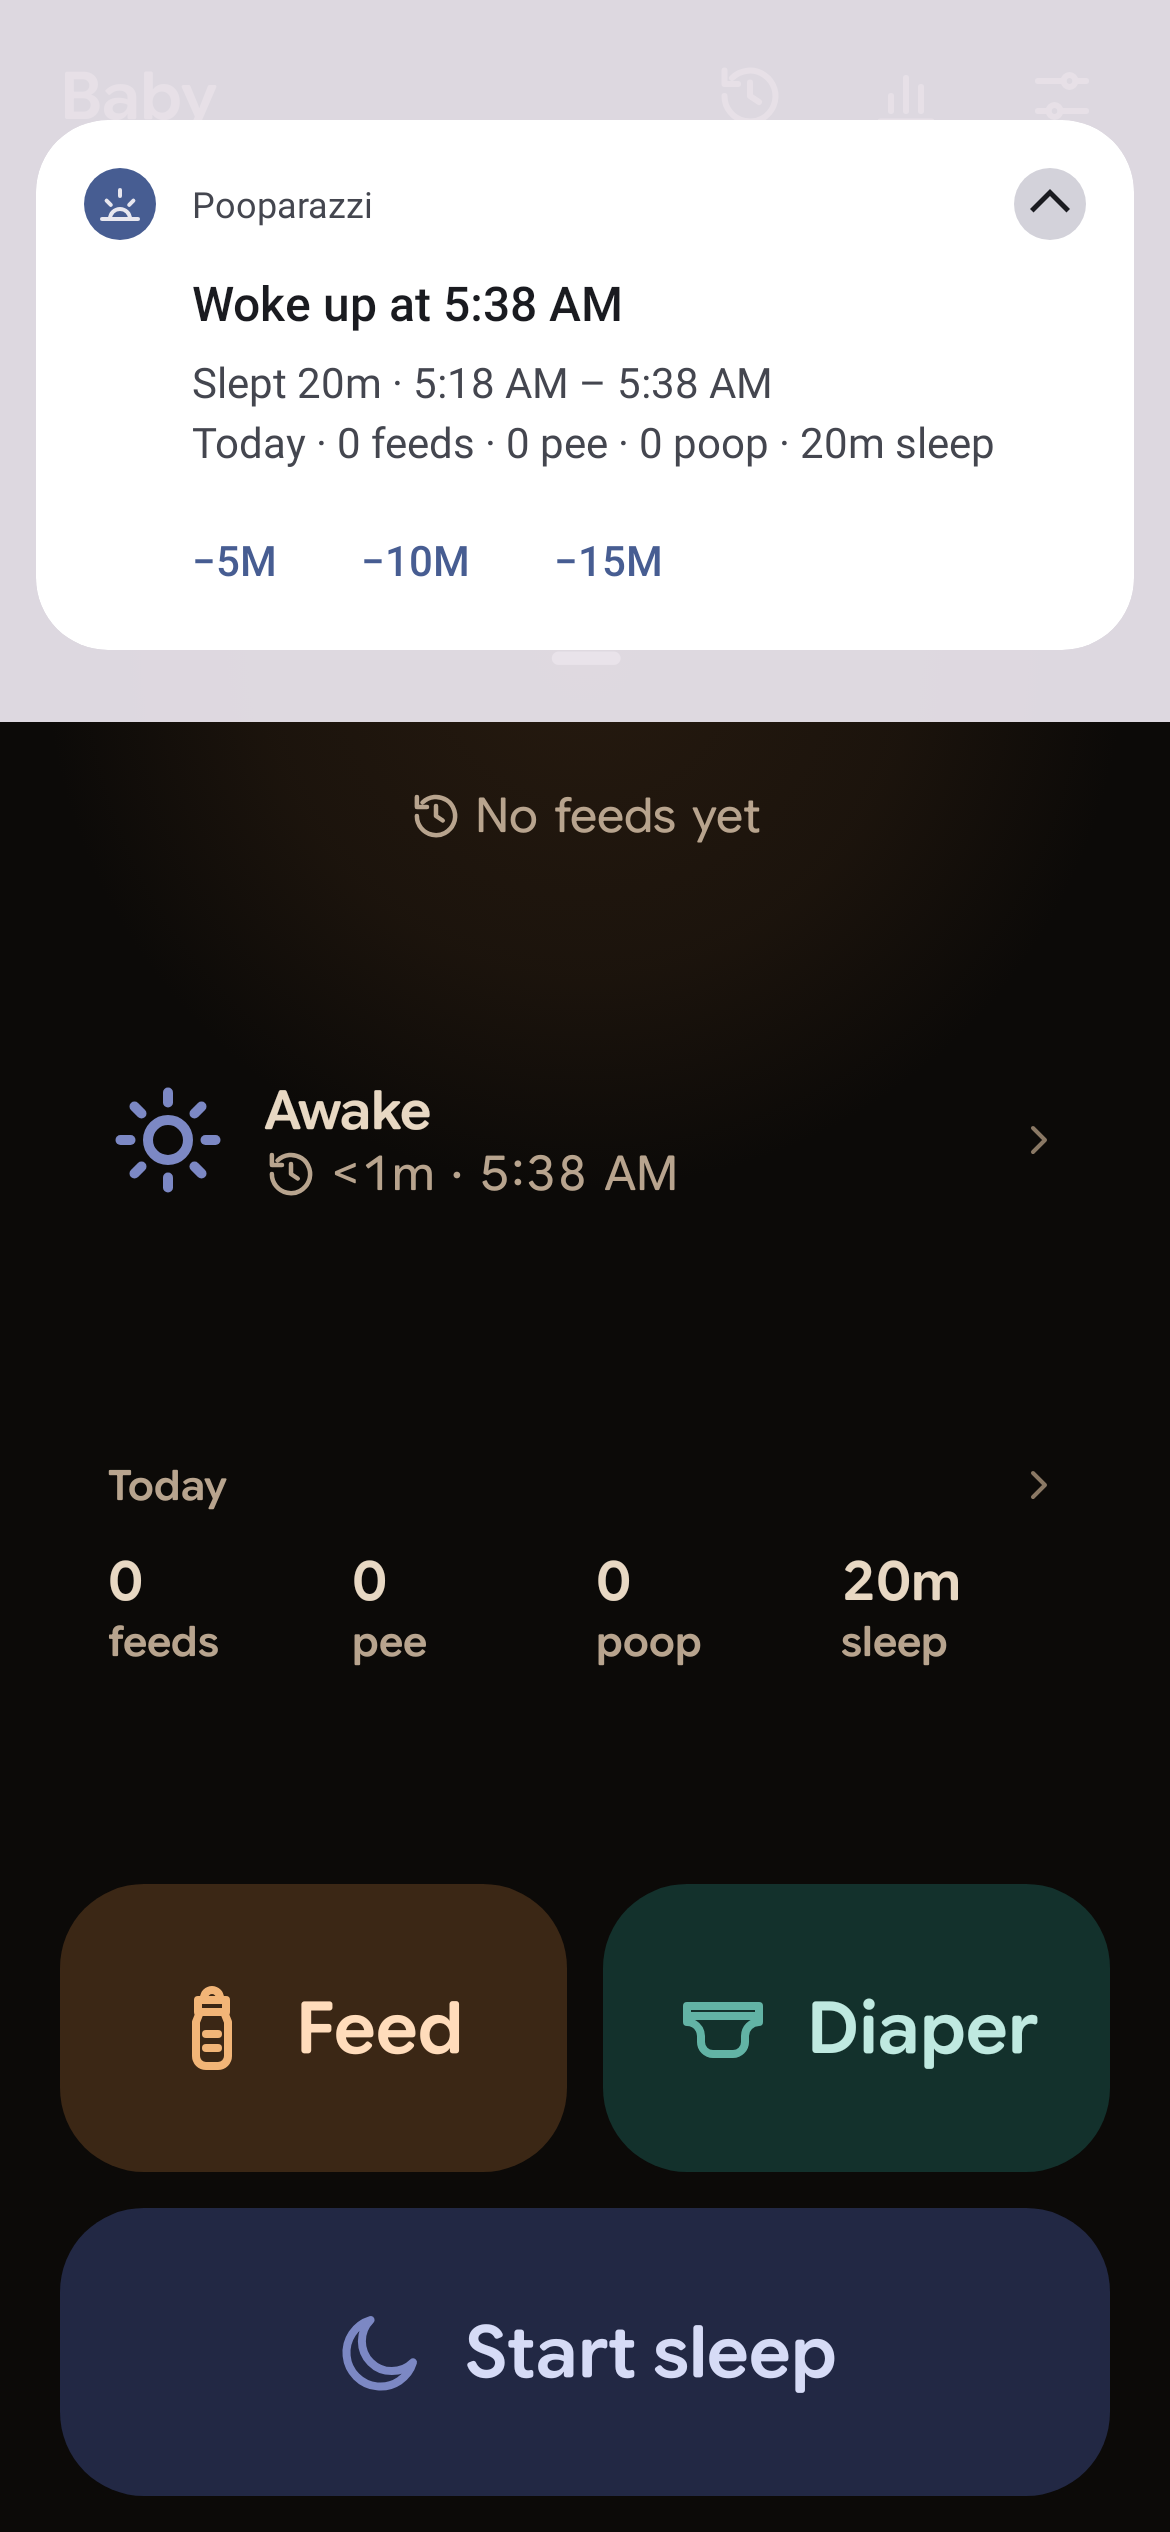 Baby
Pooparazzi
Woke up at 5:38 AM
Slept 20m · 5:18 AM – 5:38 AM
Today · 0 feeds · 0 pee · 0 poop · 20m sleep
−5M −10M −15M
No feeds yet
Awake
<1m · 5:38 AM
Today
0 0 0 20m
feeds pee poop sleep
Feed Diaper
Start sleep